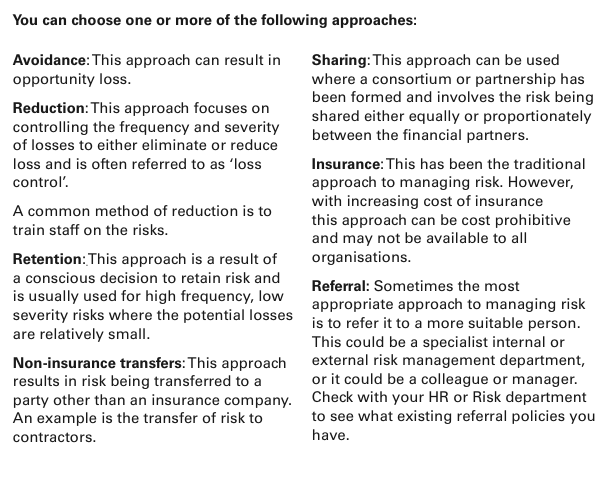 You can choose one or more of the following approaches:
Avoidance: This approach can result in
opportunity loss.
Reduction: This approach focuses on
controlling the frequency and severity
of losses to either eliminate or reduce
loss and is often referred to as ‘loss
control’.
A common method of reduction is to
train staff on the risks.
Retention: This approach is a result of
a conscious decision to retain risk and
is usually used for high frequency, low
severity risks where the potential losses
are relatively small.
Non-insurance transfers: This approach
results in risk being transferred to a
party other than an insurance company.
An example is the transfer of risk to
contractors.
Sharing: This approach can be used
where a consortium or partnership has
been formed and involves the risk being
shared either equally or proportionately
between the financial partners.
Insurance: This has been the traditional
approach to managing risk. However,
with increasing cost of insurance
this approach can be cost prohibitive
and may not be available to all
organisations.
Referral: Sometimes the most
appropriate approach to managing risk
is to refer it to a more suitable person.
This could be a specialist internal or
external risk management department,
or it could be a colleague or manager.
Check with your HR or Risk department
to see what existing referral policies you
have.